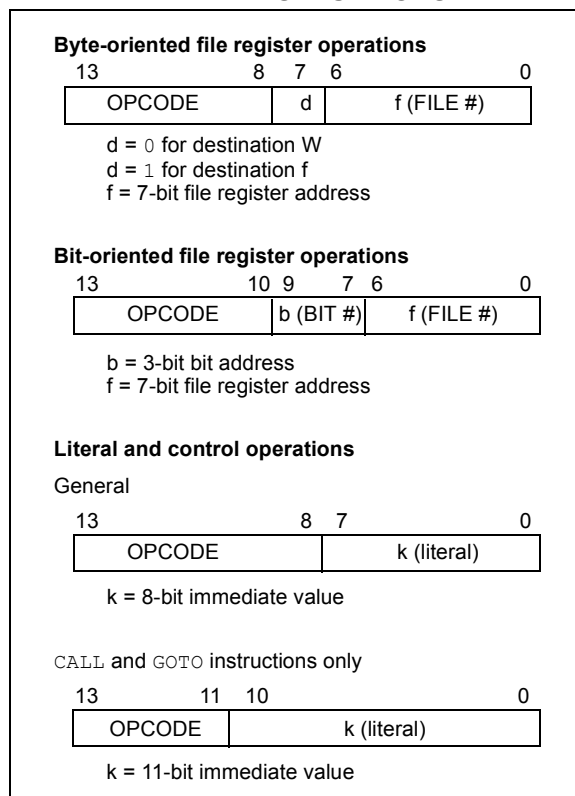 Byte-oriented file register operations
13 8 7 6 0
OPCODE d f (FILE #)
d = 0 for destination W
d = 1 for destination f
f = 7-bit file register address
Bit-oriented file register operations
13 10 9 7 6 0
OPCODE b (BIT #) f (FILE #)
b = 3-bit bit address
f = 7-bit file register address
Literal and control operations
General
13 8 7 0
OPCODE k (literal)
k = 8-bit immediate value
CALL and GOTO instructions only
13 11 10 0
OPCODE k (literal)
k = 11-bit immediate value